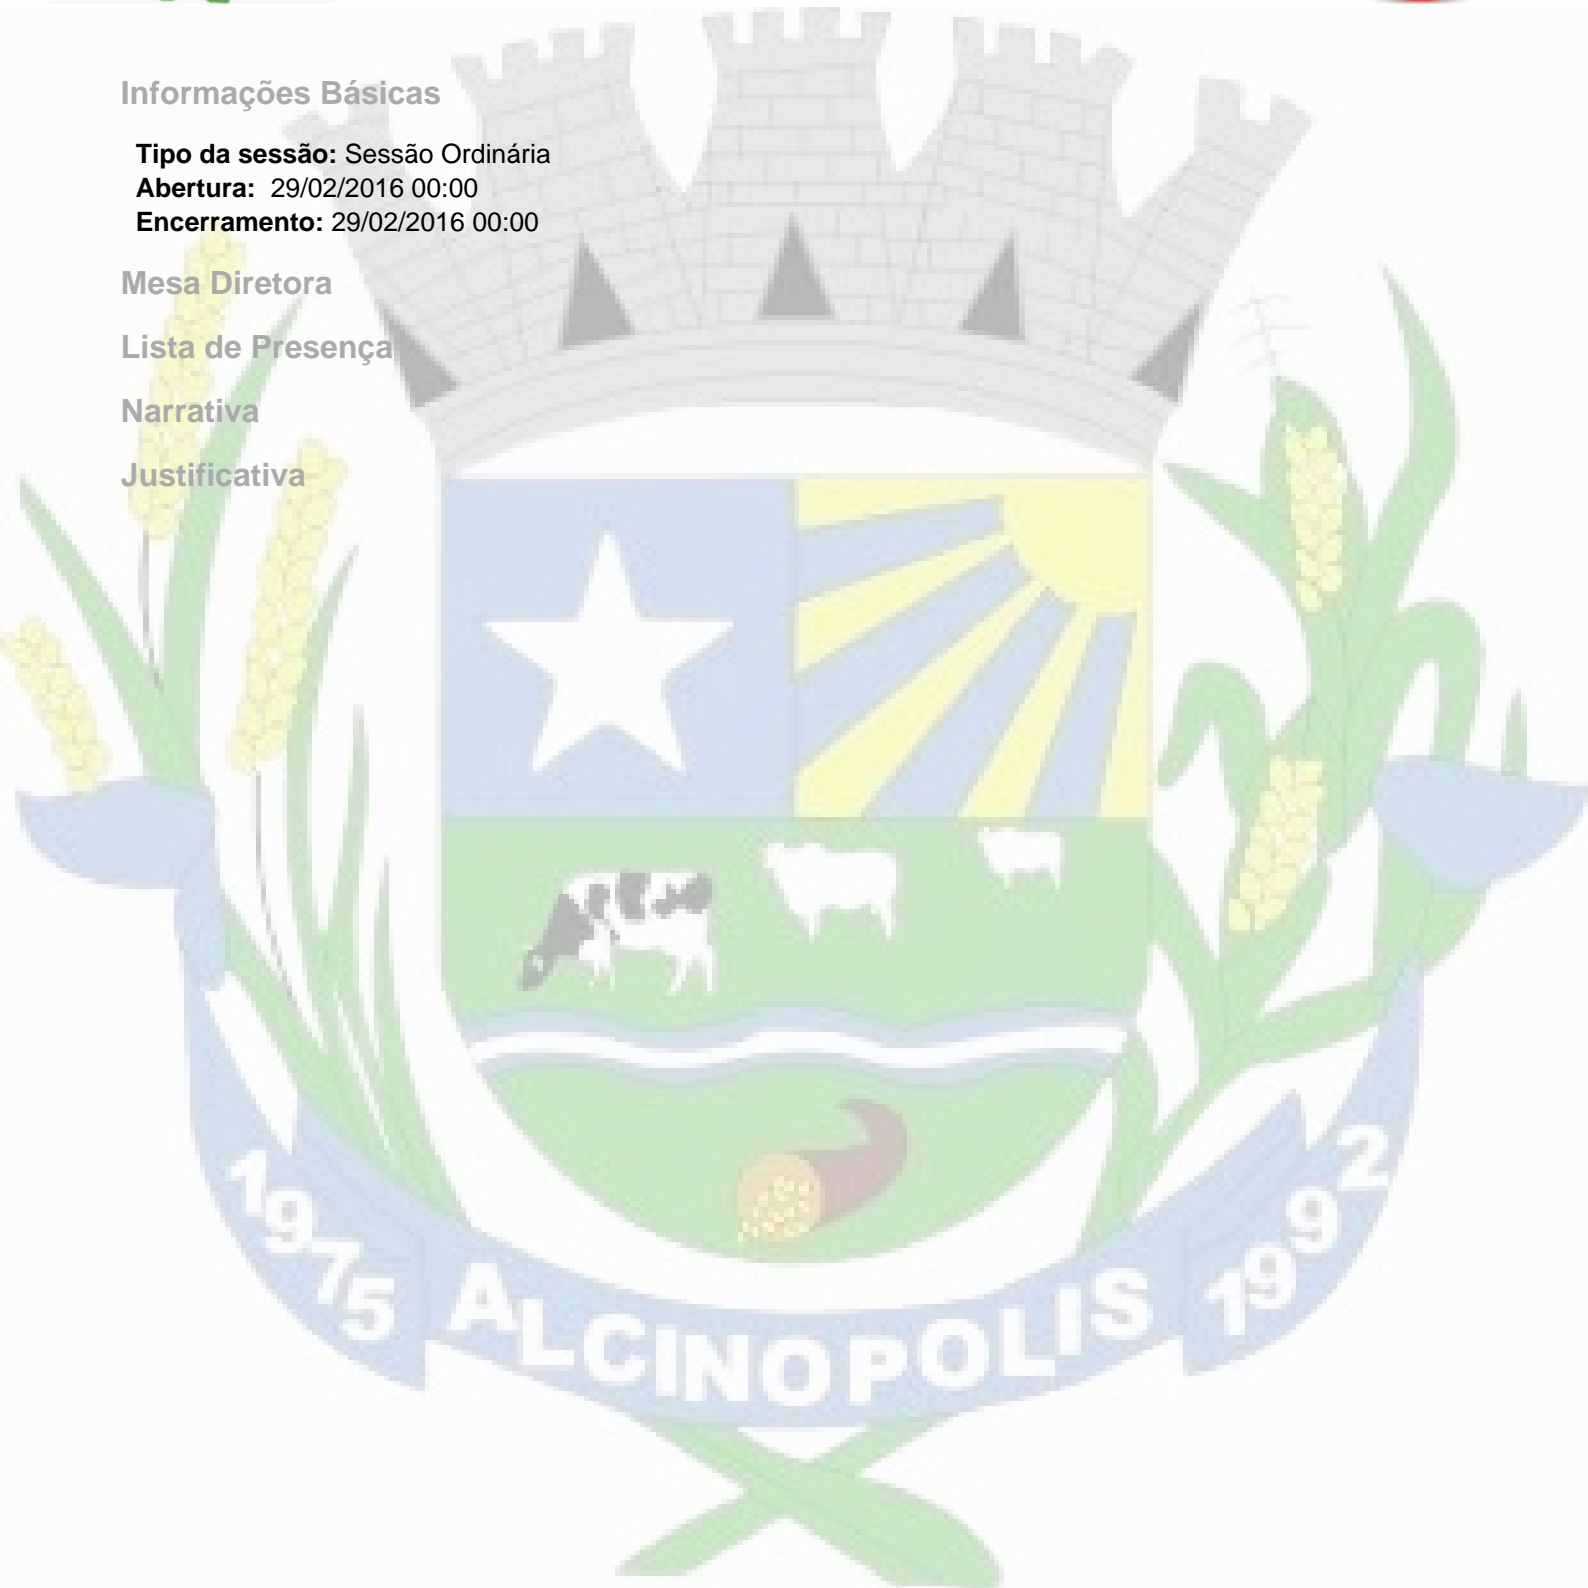 Informações Básicas
Tipo da sessão: Sessão Ordinária
Abertura: 29/02/2016 00:00
Encerramento: 29/02/2016 00:00
Mesa Diretora
Lista de Presença
Narrativa
Justificativa
1975 ALCINOPOLIS 1992